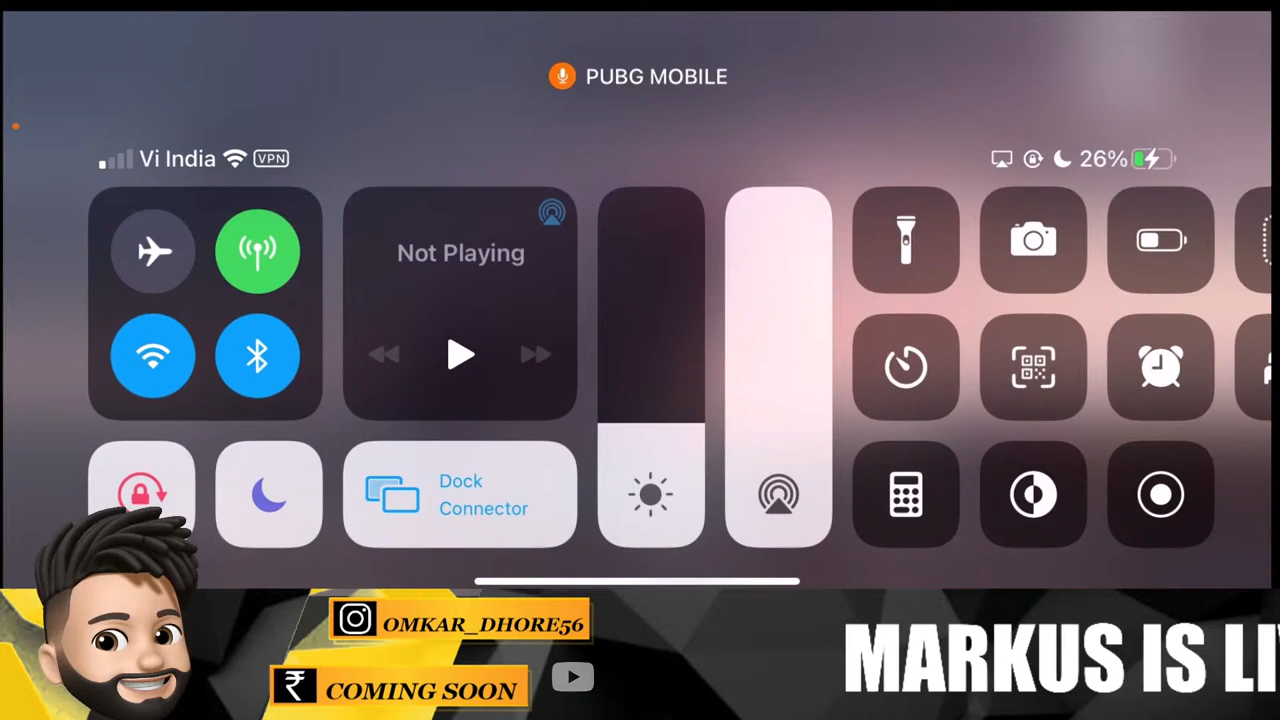 PUBG MOBILE
Vi India VPN
26%
Not Playing
Dock
Connector
OMKAR_DHORE56
₹ COMING SOON
MARKUS IS LI